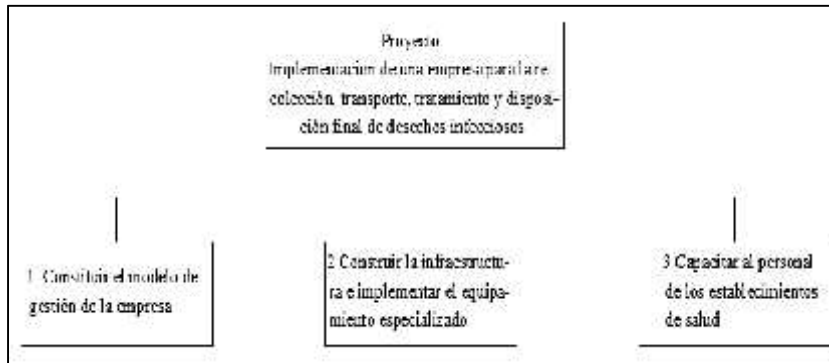 Proyecto
Implementacion de una empresa para la re
colección, transporte, tratamiento y disposi-
ción final de desechos infecciosos
1. Constituir el modelo de
gestión de la empresa
2 Construir la infraestructu-
ra e implementar el equipa-
miento especializado
3 Capacitar al personal
de los establecimientos
de salud